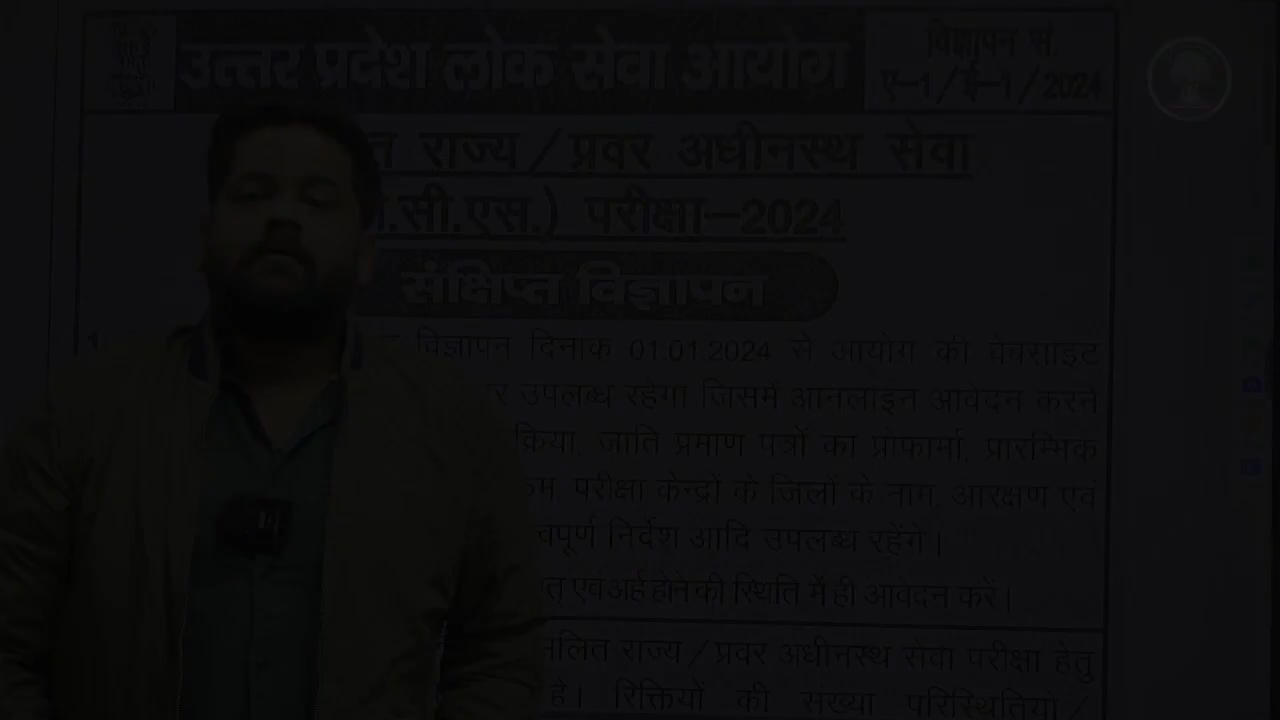 उत्तर प्रदेश लोक सेवा आयोग
विज्ञापन सं.
ए-1/ई-1/2024
त राज्य/प्रवर अधीनस्थ सेवा
.सी.एस.) परीक्षा-2024
संक्षिप्त विज्ञापन
1.
विज्ञापन दिनांक 01.01.2024 से आयोग की वेबसाइट
र उपलब्ध रहेगा जिसमें आनलाइन आवेदन करने
क्रिया, जाति प्रमाण पत्रों का प्रोफार्मा, प्रारम्भिक
परीक्षा केन्द्रों के जिलों के नाम, आरक्षण एवं
वपूर्ण निर्देश आदि उपलब्ध रहेंगे।
एवं अर्ह होने की स्थिति में ही आवेदन करें।
राज्य/प्रवर अधीनस्थ सेवा परीक्षा हेतु
है। रिक्तियों की संख्या परिस्थितियों/